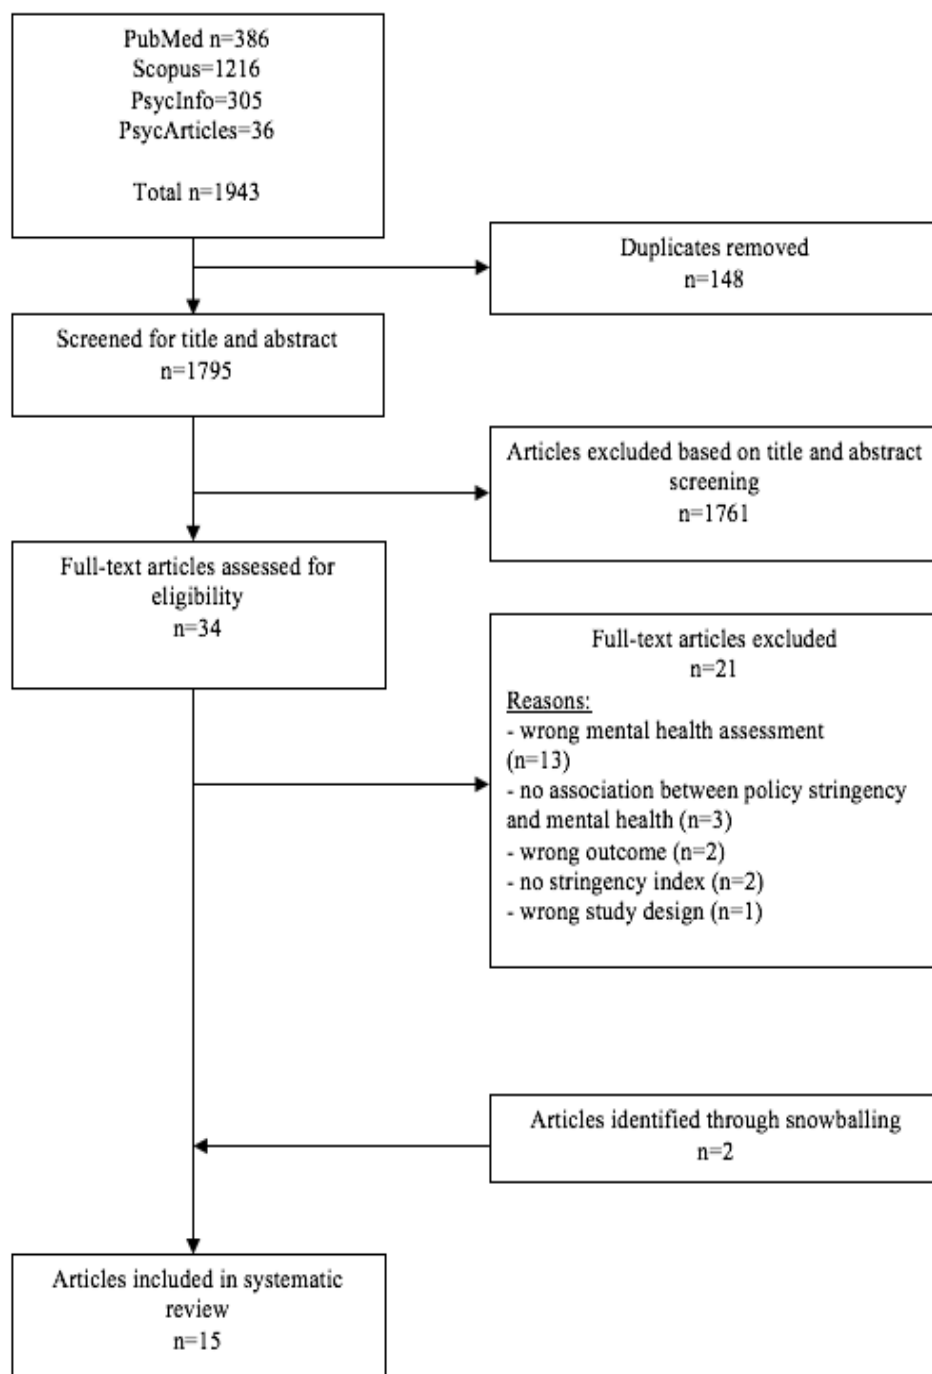 PubMed n=386
Scopus=1216
PsycInfo=305
PsycArticles=36
Total n=1943
Duplicates removed
n=148
Screened for title and abstract
n=1795
Articles excluded based on title and abstract
screening
n=1761
Full-text articles assessed for
eligibility
n=34
Full-text articles excluded
n=21
Reasons:
- wrong mental health assessment
(n=13)
- no association between policy stringency
and mental health (n=3)
- wrong outcome (n=2)
- no stringency index (n=2)
- wrong study design (n=1)
Articles identified through snowballing
n=2
Articles included in systematic
review
n=15